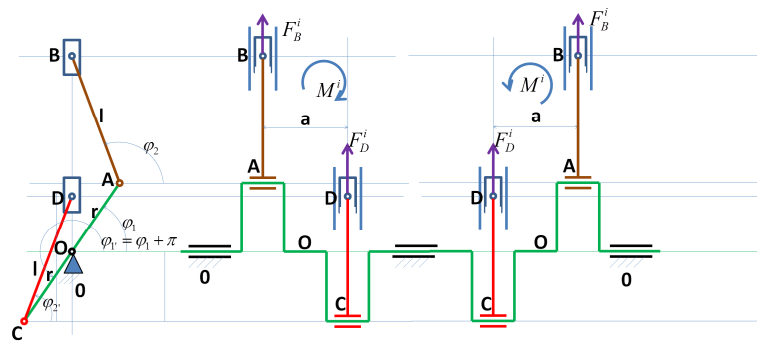 B
l
φ₂
A
D
r
φ₁
φ₁' = φ₁ + π
O
l
r
0
φ₂'
C
F_B^i
B
M^i
a
F_D^i
A
D
O
0
C
F_B^i
B
M^i
a
F_D^i
A
D
O
0
C